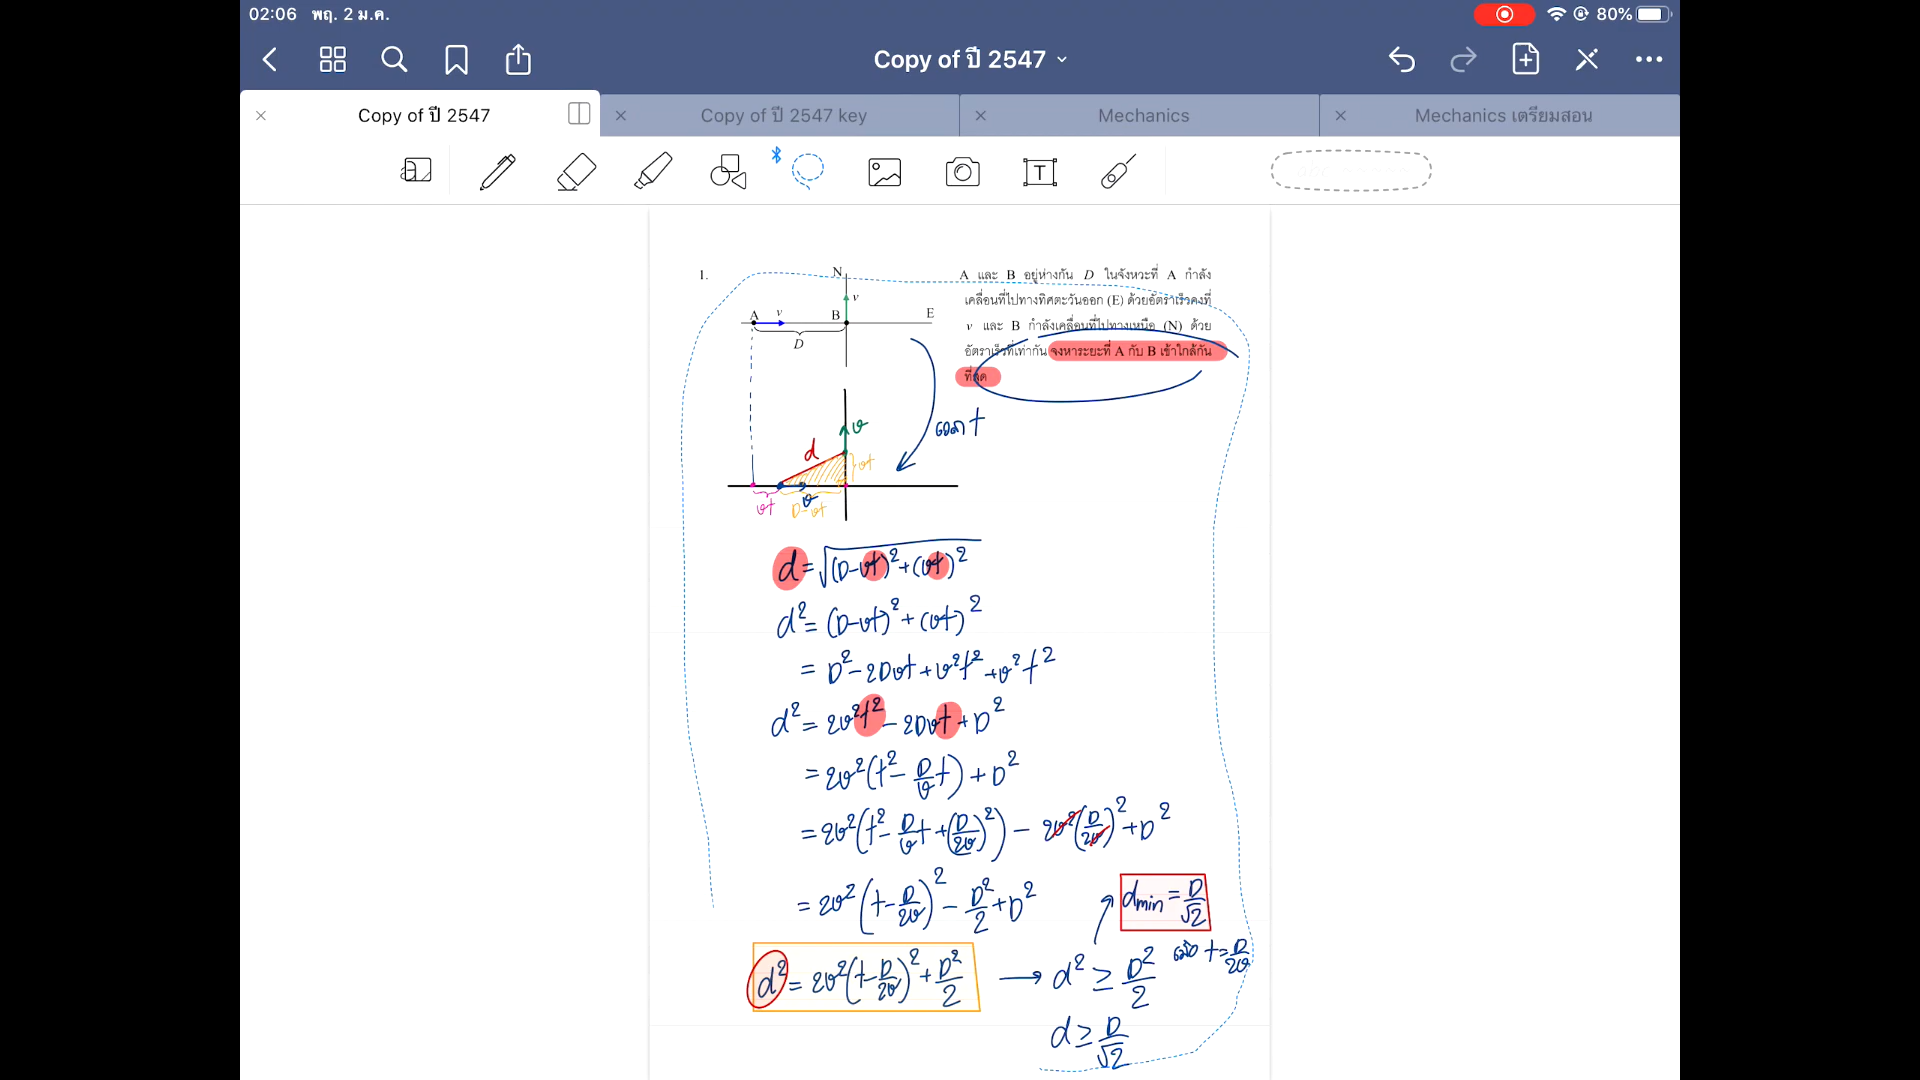 02:06 พฤ. 2 ม.ค.
80%
Copy of ปี 2547
Copy of ปี 2547
Copy of ปี 2547 key
Mechanics
Mechanics เตรียมสอน
T
1.
N
v
A v B E
D
A และ B อยู่ห่างกัน D ในจังหวะที่ A กำลัง
เคลื่อนที่ไปทางทิศตะวันออก (E) ด้วยอัตราเร็วคงที่
v และ B กำลังเคลื่อนที่ไปทางเหนือ (N) ด้วย
อัตราเร็วที่เท่ากัน จงหาระยะที่ A กับ B เข้าใกล้กัน
ที่สุด
เวลา t
v
d
vt
v
vt D-vt
d = √(D-vt)² + (vt)²
d² = (D-vt)² + (vt)²
= D² - 2Dvt + v²t² + v²t²
d² = 2v²t² - 2Dvt + D²
= 2v²(t² - D/v t) + D²
= 2v²(t² - D/v t + (D/2v)²) - 2v²(D/2v)² + D²
= 2v²(t - D/2v)² - D²/2 + D²
d min = D/√2
เมื่อ t = D/2v
d² = 2v²(t - D/2v)² + D²/2 → d² ≥ D²/2
d ≥ D/√2